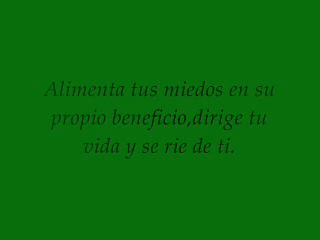 Alimenta tus miedos en su
propio beneficio,dirige tu
vida y se rie de ti.